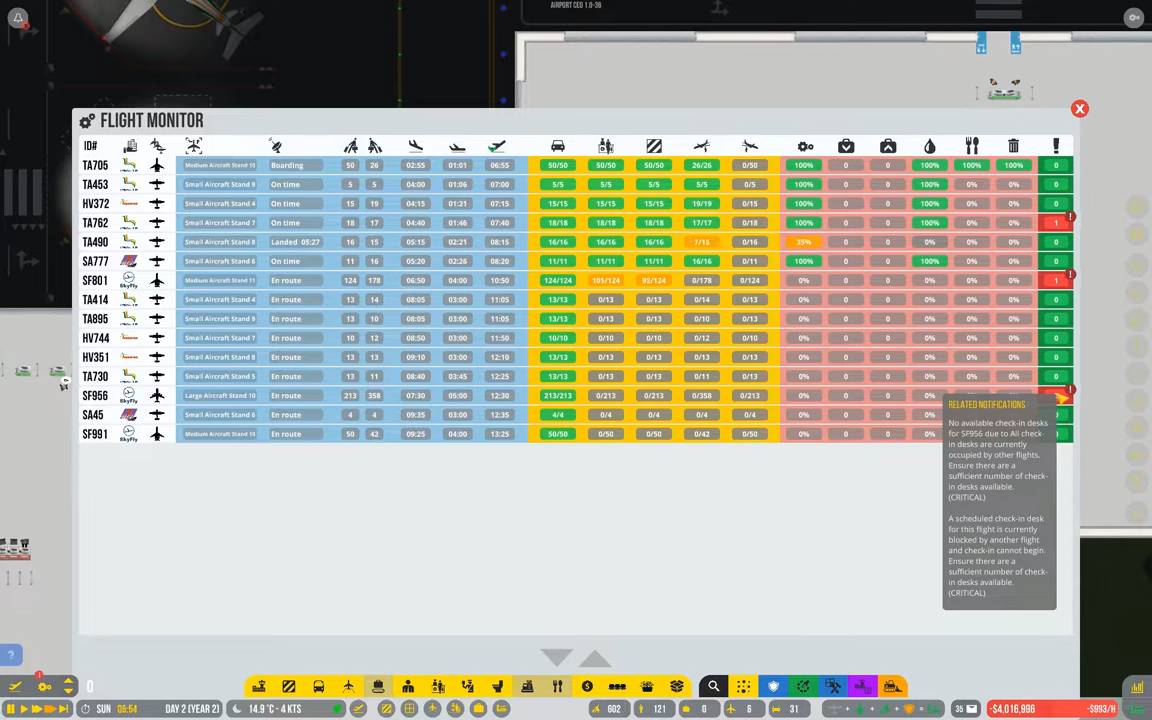 AIRPORT CEO 1.0-36
FLIGHT MONITOR
ID#
TA705 Medium Aircraft Stand 10 Boarding 50 26 02:55 01:01 06:55 50/50 50/50 50/50 26/26 0/50 100% 0 0 100% 100% 100% 0
TA453 Small Aircraft Stand 9 On time 5 5 04:00 01:06 07:00 5/5 5/5 5/5 5/5 0/5 100% 0 0 100% 0% 0% 0
HV372 Small Aircraft Stand 4 On time 15 19 04:15 01:21 07:15 15/15 15/15 15/15 19/19 0/15 100% 0 0 100% 0% 0% 0
TA762 Small Aircraft Stand 7 On time 18 17 04:40 01:46 07:40 18/18 18/18 18/18 17/17 0/18 100% 0 0 100% 0% 0% 1
TA490 Small Aircraft Stand 8 Landed 05:27 16 15 05:15 02:21 08:15 16/16 16/16 16/16 7/15 0/16 35% 0 0 0% 0% 0% 0
SA777 Small Aircraft Stand 6 On time 11 16 05:20 02:26 08:20 11/11 11/11 11/11 16/16 0/11 100% 0 0 100% 0% 0% 0
SF801 SkyFly Medium Aircraft Stand 11 En route 124 178 06:50 04:00 10:50 124/124 101/124 92/124 0/178 0/124 0% 0 0 0% 0% 0% 1
TA414 Small Aircraft Stand 4 En route 13 14 08:05 03:00 11:05 13/13 0/13 0/13 0/14 0/13 0% 0 0 0% 0% 0% 0
TA895 Small Aircraft Stand 9 En route 13 10 08:05 03:00 11:05 13/13 0/13 0/13 0/10 0/13 0% 0 0 0% 0% 0% 0
HV744 Small Aircraft Stand 7 En route 10 12 08:50 03:00 11:50 10/10 0/10 0/10 0/12 0/10 0% 0 0 0% 0% 0% 0
HV351 Small Aircraft Stand 8 En route 13 13 09:10 03:00 12:10 13/13 0/13 0/13 0/13 0/13 0% 0 0 0% 0% 0% 0
TA730 Small Aircraft Stand 5 En route 13 11 08:40 03:45 12:25 13/13 0/13 0/13 0/11 0/13 0% 0 0 0% 0% 0% 0
SF956 SkyFly Large Aircraft Stand 10 En route 213 358 07:30 05:00 12:30 213/213 0/213 0/213 0/358 0/213 0% 0 0 0% 0% 0%
SA45 Small Aircraft Stand 6 En route 4 4 09:35 03:00 12:35 4/4 0/4 0/4 0/4 0/4 0% 0 0 0%
SF991 SkyFly Medium Aircraft Stand 10 En route 50 42 09:25 04:00 13:25 50/50 0/50 0/50 0/42 0/50 0% 0 0 0%
RELATED NOTIFICATIONS
No available check-in desks
for SF956 due to All check-
in desks are currently
occupied by other flights.
Ensure there are a
sufficient number of check-
in desks available.
(CRITICAL)
A scheduled check-in desk
for this flight is currently
blocked by another flight
and check-in cannot begin.
Ensure there are a
sufficient number of check-
in desks available.
(CRITICAL)
?
0
SUN 05:54 DAY 2 (YEAR 2) 14.9 °C - 4 KTS 602 121 0 6 31 35 -$4,016,996 -$993/H